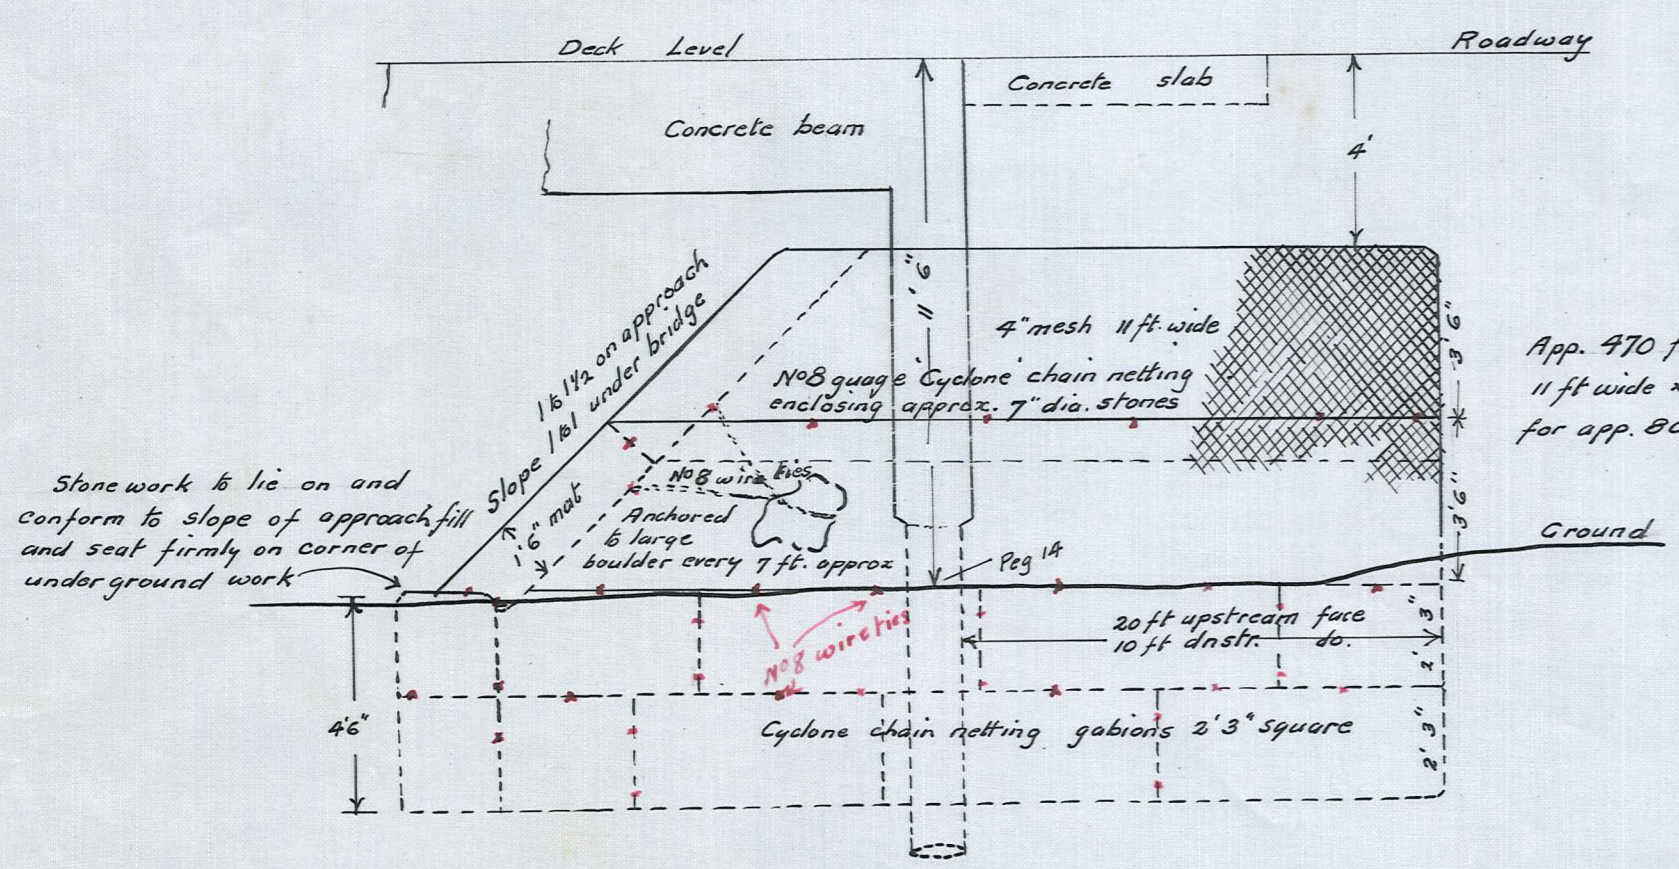 Deck Level
Roadway
Concrete slab
Concrete beam
4'
11' 6"
1 to 1½ on approach
Slope 1 to 1 under bridge
4" mesh 11 ft. wide
No 8 guage 'Cyclone' chain netting
enclosing approx. 7" dia. stones
3' 6"
App. 470 f
11 ft wide x
for app. 80
Stonework to lie on and
conform to slope of approach fill
and seat firmly on corner of
underground work
6" mat
No 8 wire ties
Anchored
to large
boulder every 7 ft. approx
3' 6"
Ground
Peg 1A
20 ft upstream face
10 ft dnstr. do.
2' 3"
No 8 wire ties
4'6"
Cyclone chain netting gabions 2' 3" square
2' 3"